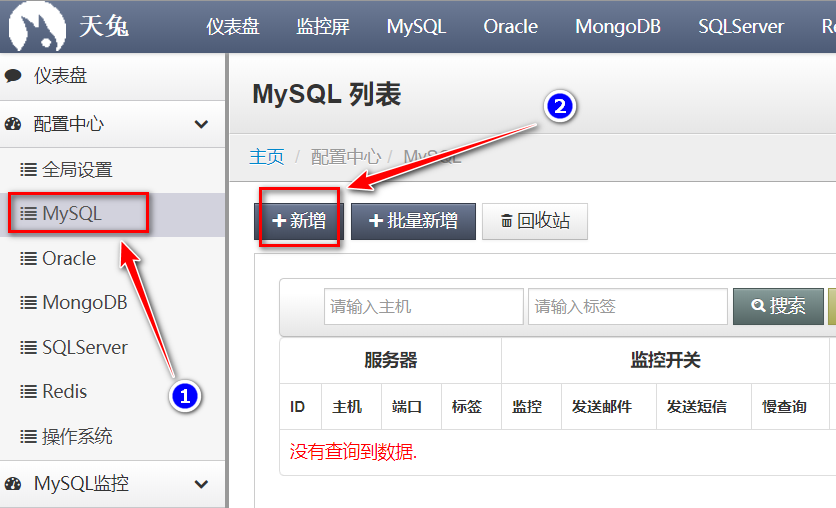 天兔 仪表盘 监控屏 MySQL Oracle MongoDB SQLServer
仪表盘
配置中心
全局设置
MySQL
Oracle
MongoDB
SQLServer
Redis
操作系统
MySQL监控
MySQL 列表
主页 / 配置中心 / MySQL
新增 批量新增 回收站
请输入主机 请输入标签 搜索
服务器 监控开关
ID 主机 端口 标签 监控 发送邮件 发送短信 慢查询
没有查询到数据.
1
2